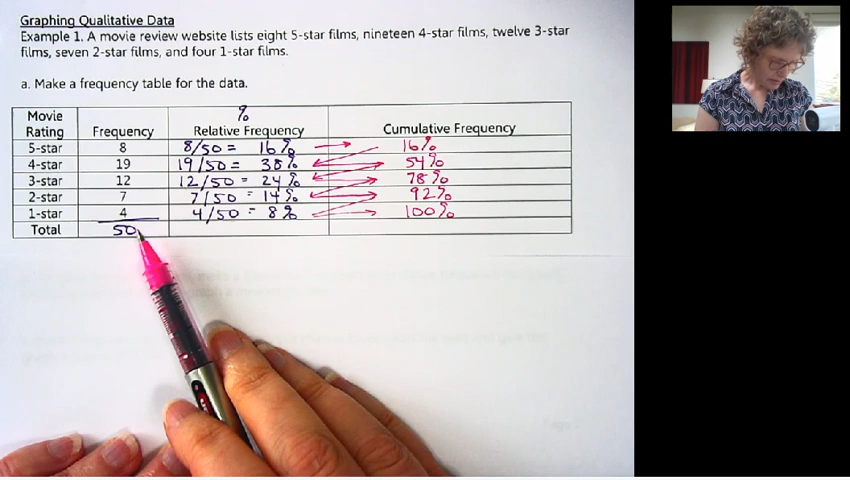 Graphing Qualitative Data
Example 1. A movie review website lists eight 5-star films, nineteen 4-star films, twelve 3-star
films, seven 2-star films, and four 1-star films.
a. Make a frequency table for the data.
%
Movie Rating Frequency Relative Frequency Cumulative Frequency
5-star 8 8/50 = 16% 16%
4-star 19 19/50 = 38% 54%
3-star 12 12/50 = 24% 78%
2-star 7 7/50 = 14% 92%
1-star 4 4/50 = 8% 100%
Total 50